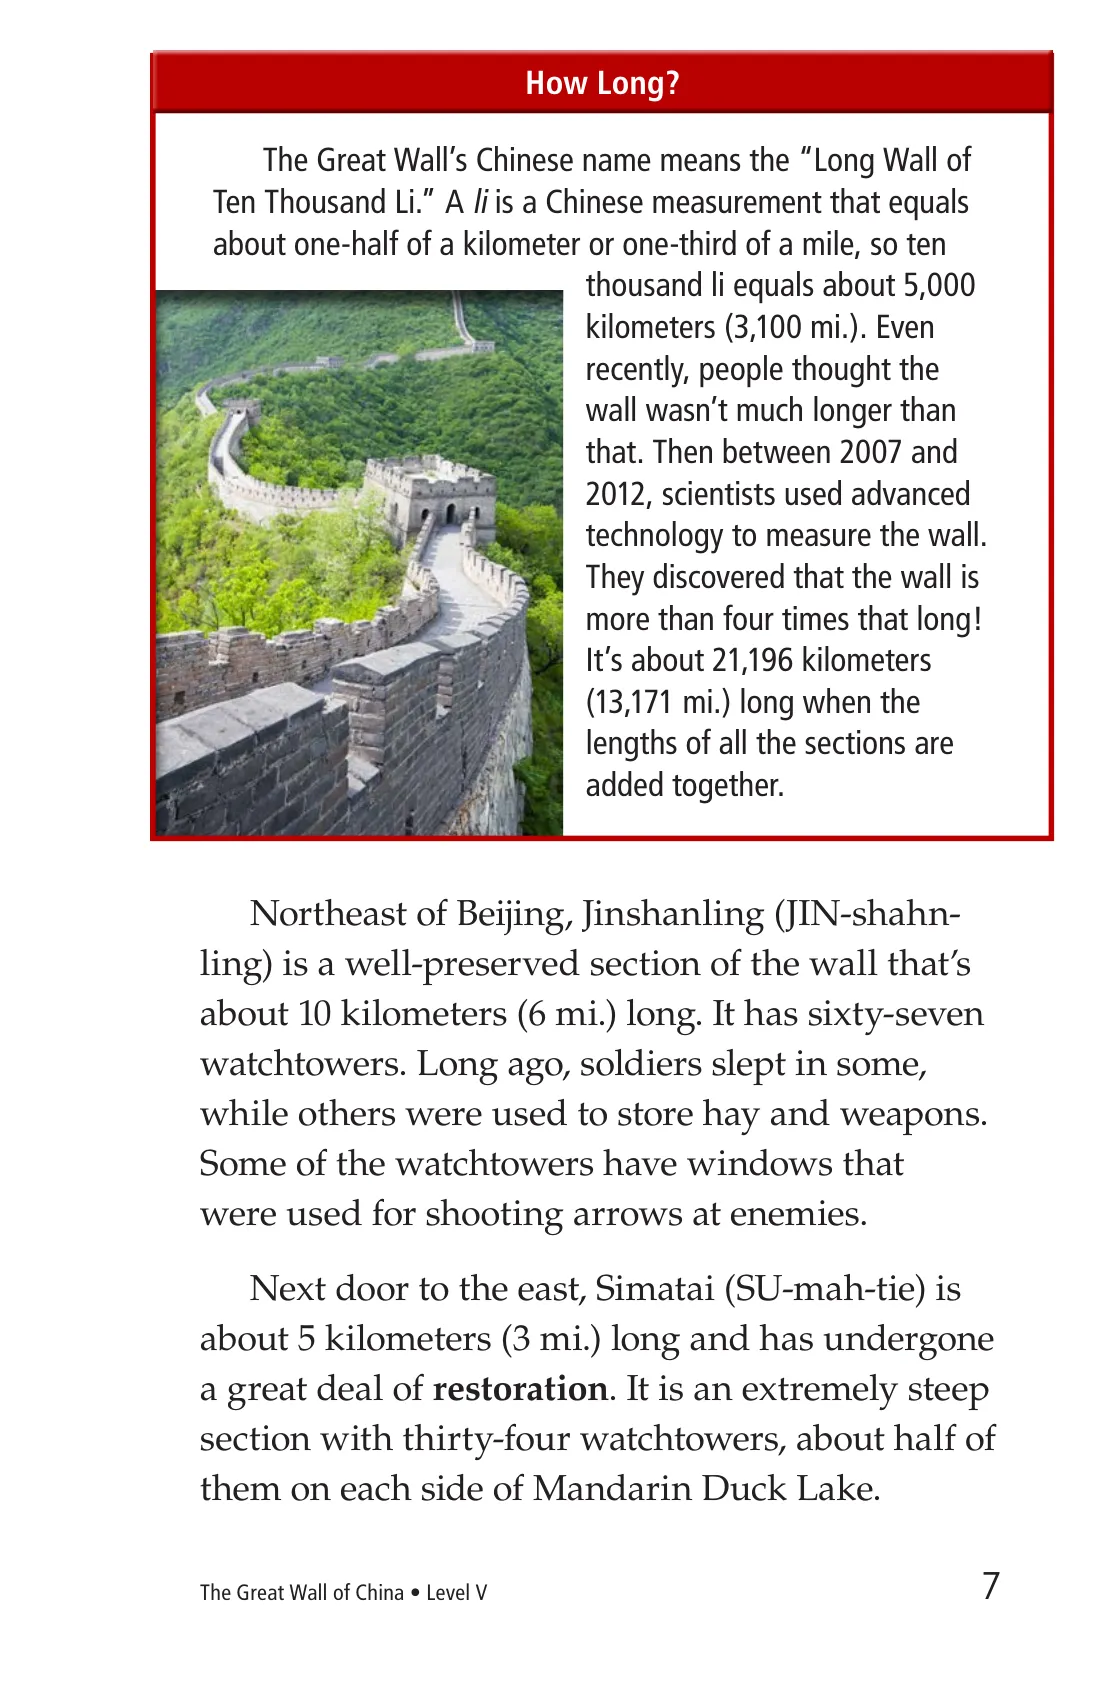 How Long?
The Great Wall’s Chinese name means the “Long Wall of
Ten Thousand Li.” A li is a Chinese measurement that equals
about one-half of a kilometer or one-third of a mile, so ten
thousand li equals about 5,000
kilometers (3,100 mi.). Even
recently, people thought the
wall wasn’t much longer than
that. Then between 2007 and
2012, scientists used advanced
technology to measure the wall.
They discovered that the wall is
more than four times that long!
It’s about 21,196 kilometers
(13,171 mi.) long when the
lengths of all the sections are
added together.
Northeast of Beijing, Jinshanling (JIN-shahn-
ling) is a well-preserved section of the wall that’s
about 10 kilometers (6 mi.) long. It has sixty-seven
watchtowers. Long ago, soldiers slept in some,
while others were used to store hay and weapons.
Some of the watchtowers have windows that
were used for shooting arrows at enemies.
Next door to the east, Simatai (SU-mah-tie) is
about 5 kilometers (3 mi.) long and has undergone
a great deal of restoration. It is an extremely steep
section with thirty-four watchtowers, about half of
them on each side of Mandarin Duck Lake.
The Great Wall of China • Level V
7